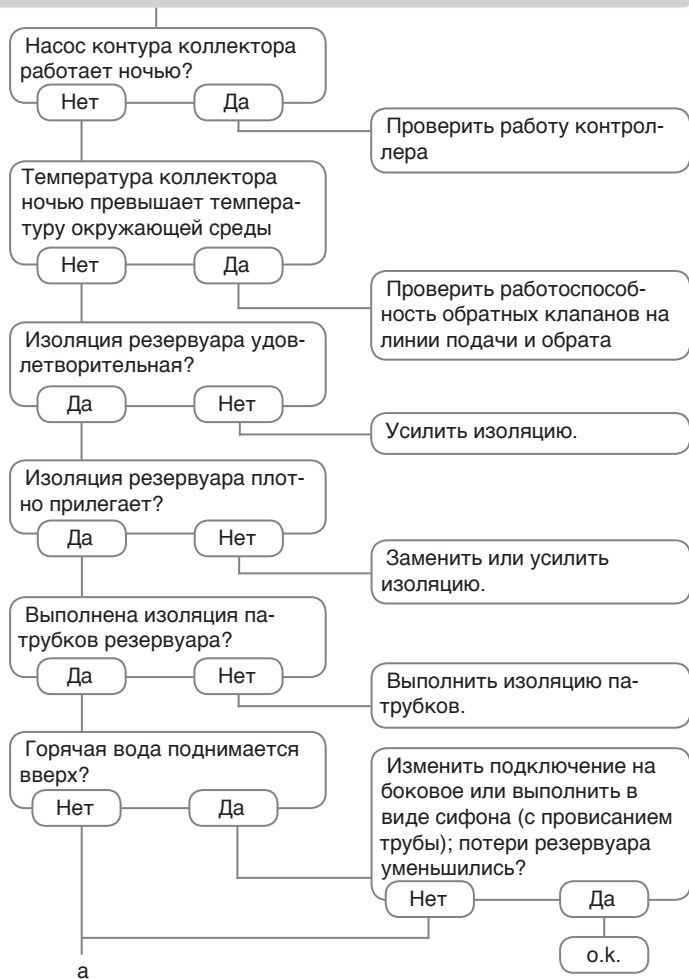 Насос контура коллектора
работает ночью?
Нет
Да
Проверить работу контрол-
лера
Температура коллектора
ночью превышает темпера-
туру окружающей среды
Нет
Да
Проверить работоспособ-
ность обратных клапанов на
линии подачи и обрата
Изоляция резервуара удов-
летворительная?
Да
Нет
Усилить изоляцию.
Изоляция резервуара плот-
но прилегает?
Да
Нет
Заменить или усилить
изоляцию.
Выполнена изоляция па-
трубков резервуара?
Да
Нет
Выполнить изоляцию па-
трубков.
Горячая вода поднимается
вверх?
Нет
Да
Изменить подключение на
боковое или выполнить в
виде сифона (с провисанием
трубы); потери резервуара
уменьшились?
Нет
Да
o.k.
a